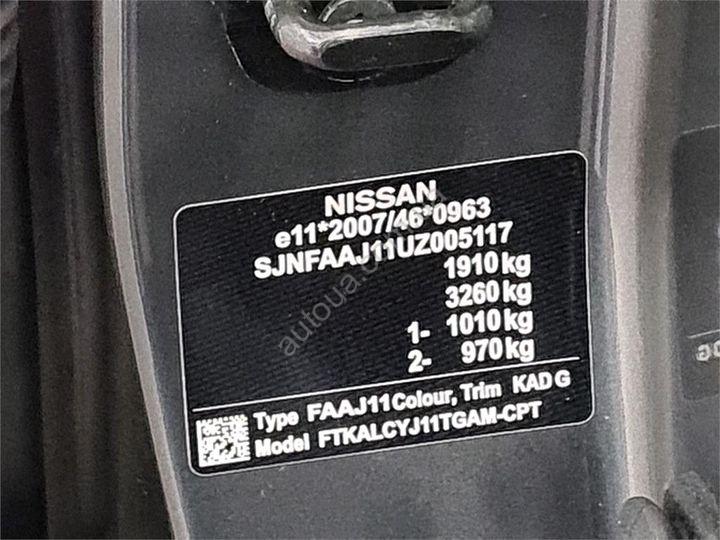 NISSAN
e11*2007/46*0963
SJNFAAJ11UZ005117
1910 kg
3260 kg
1- 1010 kg
2- 970 kg
Type FAAJ11 Colour, Trim KAD G
Model FTKALCYJ11TGAM-CPT